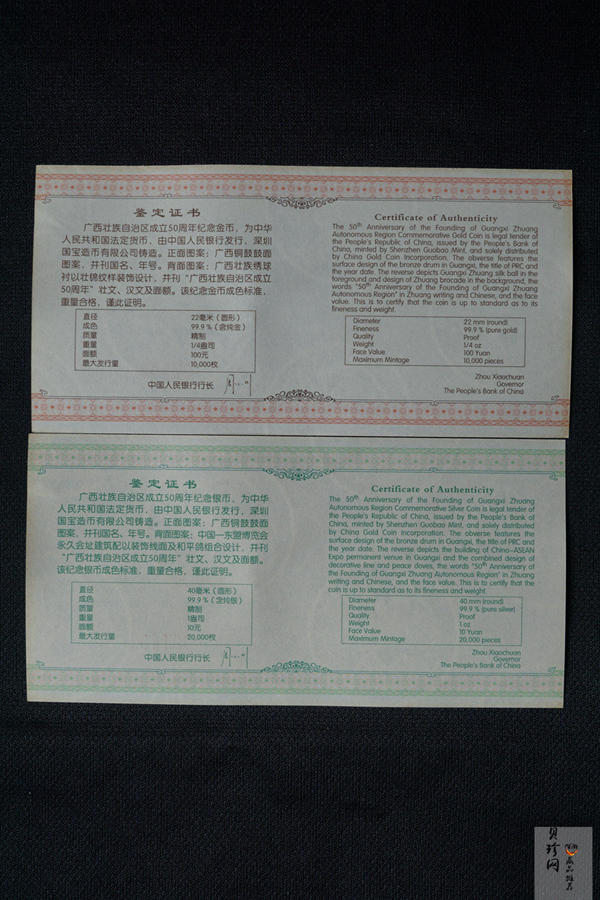 鉴定证书
广西壮族自治区成立50周年纪念金币，为中华
人民共和国法定货币，由中国人民银行发行，深圳
国宝造币有限公司铸造。正面图案：广西铜鼓鼓面
图案，并刊国名、年号。背面图案：广西壮族绣球
衬以壮锦纹样装饰设计，并刊“广西壮族自治区成立
50周年”壮文、汉文及面额。该纪念金币成色标准，
重量合格，谨此证明。
直径 22毫米（圆形）
成色 99.9%（含纯金）
质量 精制
重量 1/4盎司
面额 100元
最大发行量 10,000枚
中国人民银行行长
Certificate of Authenticity
The 50th Anniversary of the Founding of Guangxi Zhuang
Autonomous Region Commemorative Gold Coin is legal tender of
the People's Republic of China, issued by the People's Bank of
China, minted by Shenzhen Guobao Mint, and solely distributed
by China Gold Coin Incorporation. The obverse features the
surface design of the bronze drum in Guangxi, the title of PRC and
the year date. The reverse depicts Guangxi Zhuang silk ball in the
foreground and design of Zhuang brocade in the background, the
words "50th Anniversary of the Founding of Guangxi Zhuang
Autonomous Region" in Zhuang writing and Chinese, and the face
value. This is to certify that the coin is up to standard as to its
fineness and weight.
Diameter 22 mm (round)
Fineness 99.9 % (pure gold)
Quality Proof
Weight 1/4 oz
Face Value 100 Yuan
Maximum Mintage 10,000 pieces
Zhou Xiaochuan
Governor
The People's Bank of China
鉴定证书
广西壮族自治区成立50周年纪念银币，为中华
人民共和国法定货币，由中国人民银行发行，深圳
国宝造币有限公司铸造。正面图案：广西铜鼓鼓面
图案，并刊国名、年号。背面图案：中国—东盟博览会
永久会址建筑配以装饰线面及和平鸽组合设计，并刊
“广西壮族自治区成立50周年”壮文、汉文及面额。
该纪念银币成色标准，重量合格，谨此证明。
直径 40毫米（圆形）
成色 99.9%（含纯银）
质量 精制
重量 1盎司
面额 10元
最大发行量 20,000枚
中国人民银行行长
Certificate of Authenticity
The 50th Anniversary of the Founding of Guangxi Zhuang
Autonomous Region Commemorative Silver Coin is legal tender of
the People's Republic of China, issued by the People's Bank of
China, minted by Shenzhen Guobao Mint, and solely distributed
by China Gold Coin Incorporation. The obverse features the
surface design of the bronze drum in Guangxi, the title of PRC and
the year date. The reverse depicts the building of China-ASEAN
Expo permanent venue in Guangxi and the combined design of
decorative line and peace doves, the words "50th Anniversary of
the Founding of Guangxi Zhuang Autonomous Region" in Zhuang
writing and Chinese, and the face value. This is to certify that the
coin is up to standard as to its fineness and weight.
Diameter 40 mm (round)
Fineness 99.9 % (pure silver)
Quality Proof
Weight 1 oz
Face Value 10 Yuan
Maximum Mintage 20,000 pieces
Zhou Xiaochuan
Governor
The People's Bank of China
贝珍网
藏品推荐